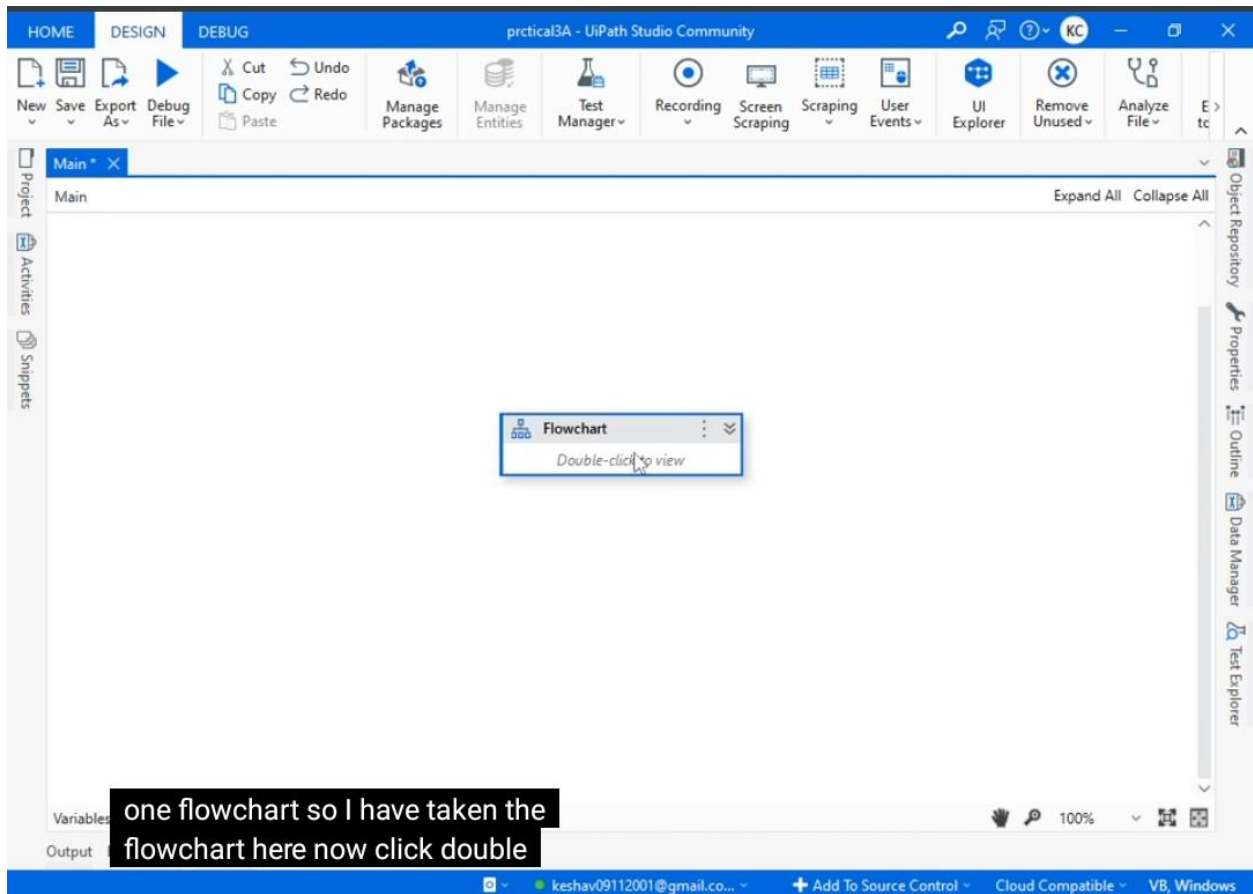 HOME DESIGN DEBUG prctical3A - UiPath Studio Community KC
Cut Undo
Copy Redo
Paste
New Save Export As Debug File Manage Packages Manage Entities Test Manager Recording Screen Scraping Scraping User Events UI Explorer Remove Unused Analyze File
Main *
Main Expand All Collapse All
Project
Activities
Snippets
Object Repository
Properties
Outline
Data Manager
Test Explorer
Flowchart
Double-click to view
Variables 100%
Output
one flowchart so I have taken the
flowchart here now click double
keshav09112001@gmail.co... Add To Source Control Cloud Compatible VB, Windows